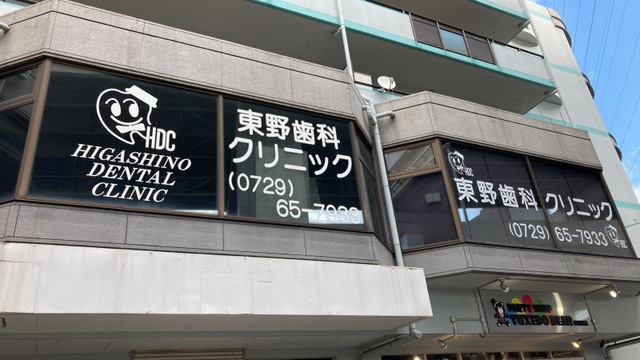 HDC
HIGASHINO
DENTAL
CLINIC
東野歯科
クリニック
(0729)
65-7933
東野歯科 クリニック
(0729) 65-7933